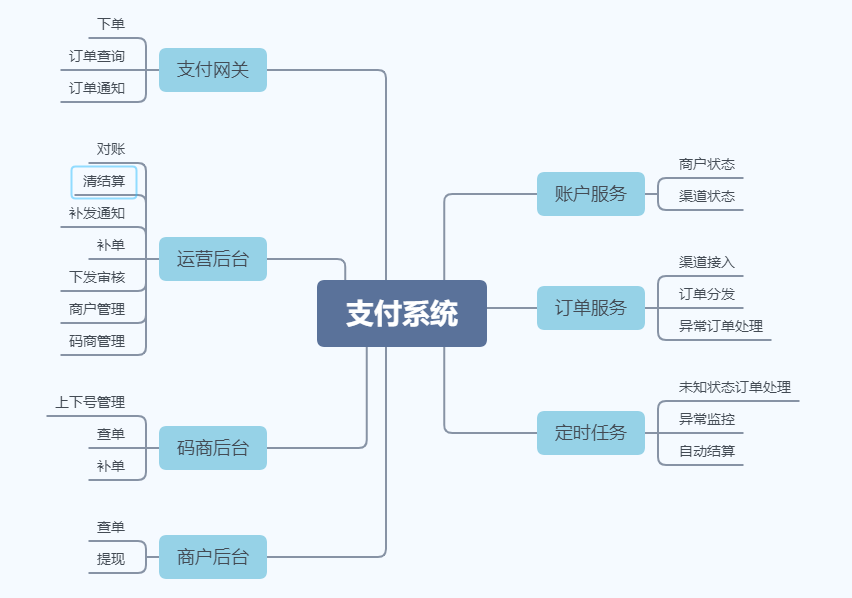 支付系统
支付网关
下单
订单查询
订单通知
运营后台
对账
清结算
补发通知
补单
下发审核
商户管理
码商管理
码商后台
上下号管理
查单
补单
商户后台
查单
提现
账户服务
商户状态
渠道状态
订单服务
渠道接入
订单分发
异常订单处理
定时任务
未知状态订单处理
异常监控
自动结算